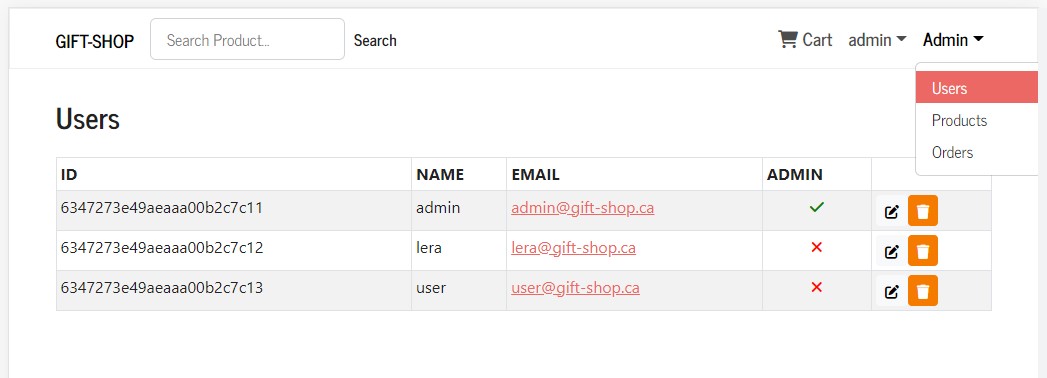 GIFT-SHOP Search Product... Search Cart admin Admin
Users
Products
Orders
Users
ID NAME EMAIL ADMIN
6347273e49aeaaa00b2c7c11 admin admin@gift-shop.ca
6347273e49aeaaa00b2c7c12 lera lera@gift-shop.ca
6347273e49aeaaa00b2c7c13 user user@gift-shop.ca